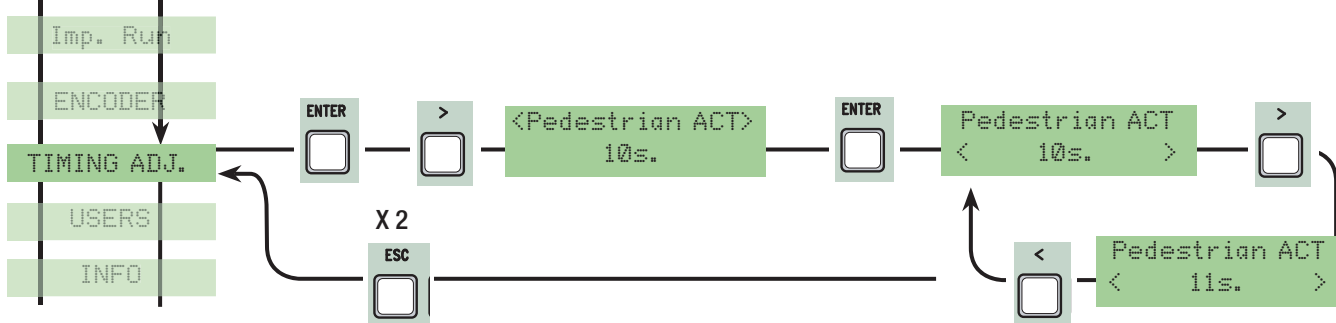 Imp. Run
ENCODER
TIMING ADJ.
USERS
INFO
ENTER
>
<Pedestrian ACT>
10s.
ENTER
Pedestrian ACT
< 10s. >
>
Pedestrian ACT
< 11s. >
<
X 2
ESC